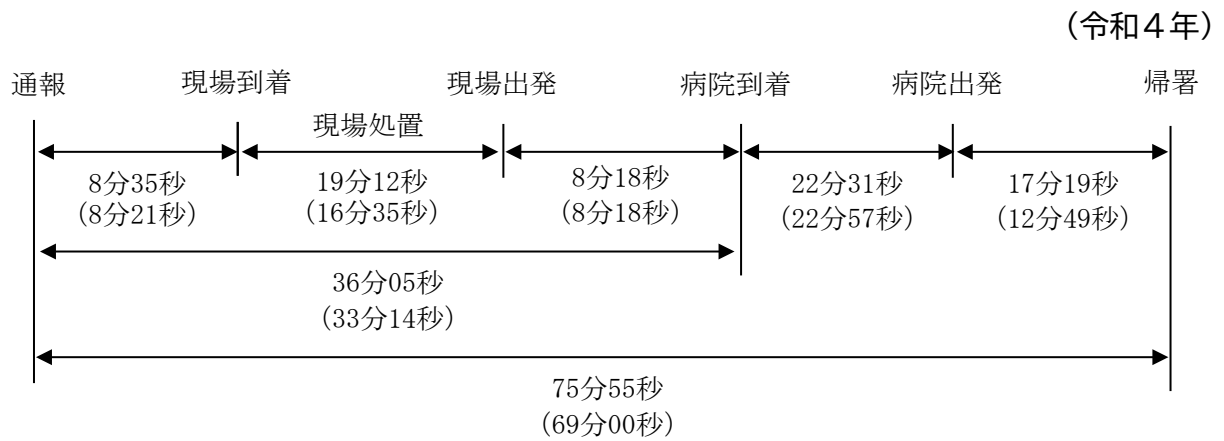 （令和４年）
通報 現場到着 現場出発 病院到着 病院出発 帰署
現場処置
8分35秒 19分12秒 8分18秒 22分31秒 17分19秒
(8分21秒) (16分35秒) (8分18秒) (22分57秒) (12分49秒)
36分05秒
(33分14秒)
75分55秒
(69分00秒)